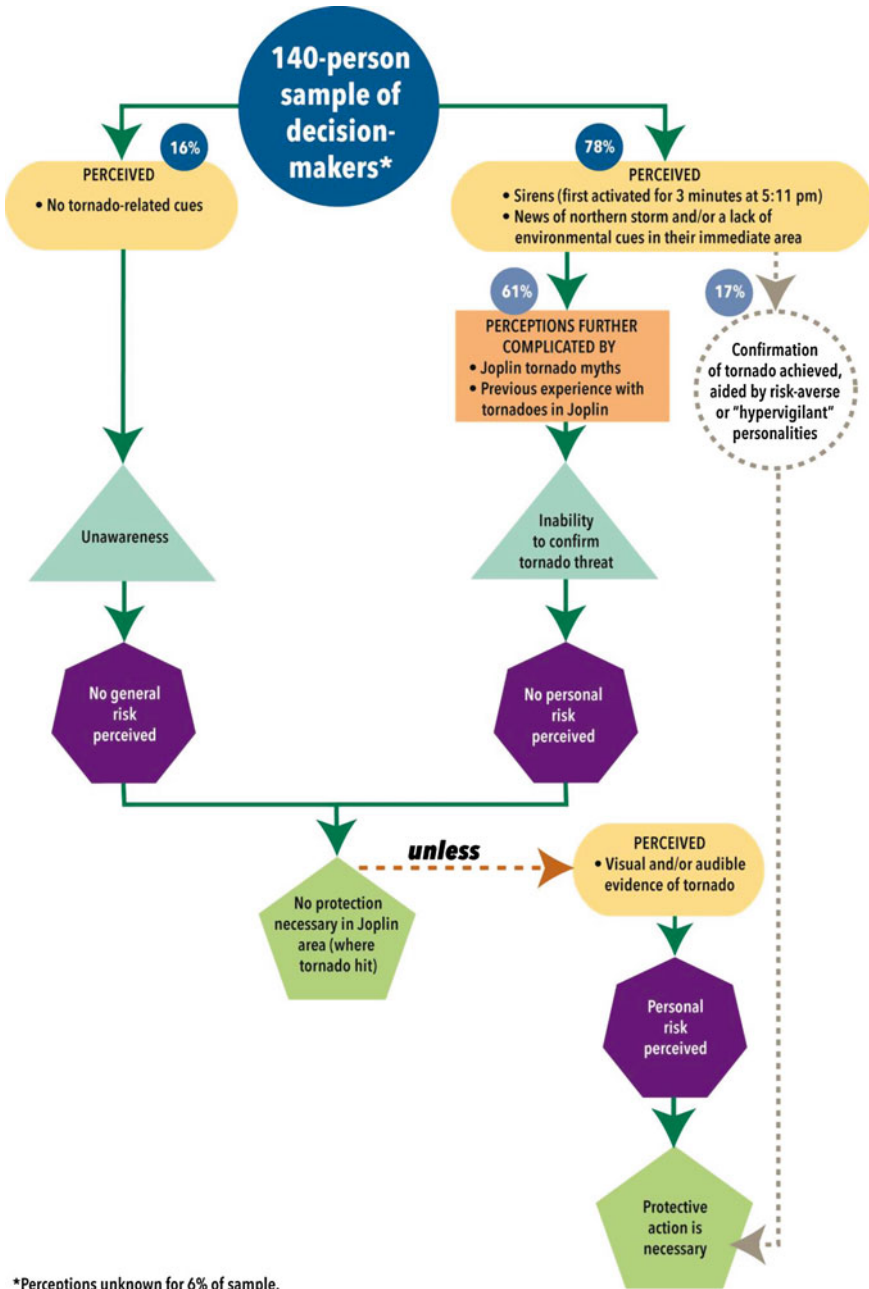 140-person
sample of
decision-
makers*
16%
PERCEIVED
• No tornado-related cues
78%
PERCEIVED
• Sirens (first activated for 3 minutes at 5:11 pm)
• News of northern storm and/or a lack of
environmental cues in their immediate area
61%
PERCEPTIONS FURTHER
COMPLICATED BY
• Joplin tornado myths
• Previous experience with
tornadoes in Joplin
17%
Confirmation
of tornado achieved,
aided by risk-averse
or "hypervigilant"
personalities
Unawareness
Inability
to confirm
tornado threat
No general
risk
perceived
No personal
risk
perceived
unless
No protection
necessary in Joplin
area (where
tornado hit)
PERCEIVED
• Visual and/or audible
evidence of tornado
Personal
risk
perceived
Protective
action is
necessary
*Perceptions unknown for 6% of sample.